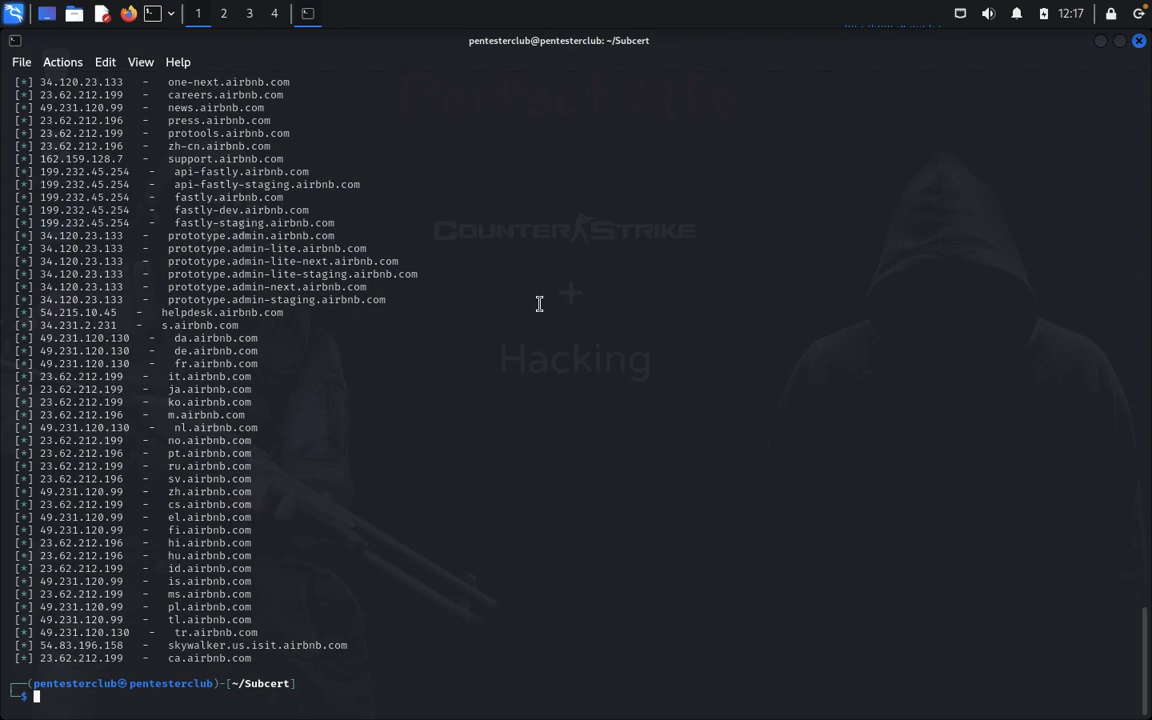 1 2 3 4 12:17
pentesterclub@pentesterclub: ~/Subcert
File Actions Edit View Help
[*] 34.120.23.133 - one-next.airbnb.com
[*] 23.62.212.199 - careers.airbnb.com
[*] 49.231.120.99 - news.airbnb.com
[*] 23.62.212.196 - press.airbnb.com
[*] 23.62.212.199 - protools.airbnb.com
[*] 23.62.212.196 - zh-cn.airbnb.com
[*] 162.159.128.7 - support.airbnb.com
[*] 199.232.45.254 - api-fastly.airbnb.com
[*] 199.232.45.254 - api-fastly-staging.airbnb.com
[*] 199.232.45.254 - fastly.airbnb.com
[*] 199.232.45.254 - fastly-dev.airbnb.com
[*] 199.232.45.254 - fastly-staging.airbnb.com
[*] 34.120.23.133 - prototype.admin.airbnb.com
[*] 34.120.23.133 - prototype.admin-lite.airbnb.com
[*] 34.120.23.133 - prototype.admin-lite-next.airbnb.com
[*] 34.120.23.133 - prototype.admin-lite-staging.airbnb.com
[*] 34.120.23.133 - prototype.admin-next.airbnb.com
[*] 34.120.23.133 - prototype.admin-staging.airbnb.com
[*] 54.215.10.45 - helpdesk.airbnb.com
[*] 34.231.2.231 - s.airbnb.com
[*] 49.231.120.130 - da.airbnb.com
[*] 49.231.120.130 - de.airbnb.com
[*] 49.231.120.130 - fr.airbnb.com
[*] 23.62.212.199 - it.airbnb.com
[*] 23.62.212.199 - ja.airbnb.com
[*] 23.62.212.199 - ko.airbnb.com
[*] 23.62.212.196 - m.airbnb.com
[*] 49.231.120.130 - nl.airbnb.com
[*] 23.62.212.199 - no.airbnb.com
[*] 23.62.212.196 - pt.airbnb.com
[*] 23.62.212.199 - ru.airbnb.com
[*] 23.62.212.196 - sv.airbnb.com
[*] 49.231.120.99 - zh.airbnb.com
[*] 23.62.212.199 - cs.airbnb.com
[*] 49.231.120.99 - el.airbnb.com
[*] 49.231.120.99 - fi.airbnb.com
[*] 23.62.212.196 - hi.airbnb.com
[*] 23.62.212.196 - hu.airbnb.com
[*] 23.62.212.199 - id.airbnb.com
[*] 49.231.120.99 - is.airbnb.com
[*] 23.62.212.199 - ms.airbnb.com
[*] 49.231.120.99 - pl.airbnb.com
[*] 49.231.120.99 - tl.airbnb.com
[*] 49.231.120.130 - tr.airbnb.com
[*] 54.83.196.158 - skywalker.us.isit.airbnb.com
[*] 23.62.212.199 - ca.airbnb.com
┌──(pentesterclub㉿pentesterclub)-[~/Subcert]
└─$
COUNTER STRIKE
+
Hacking